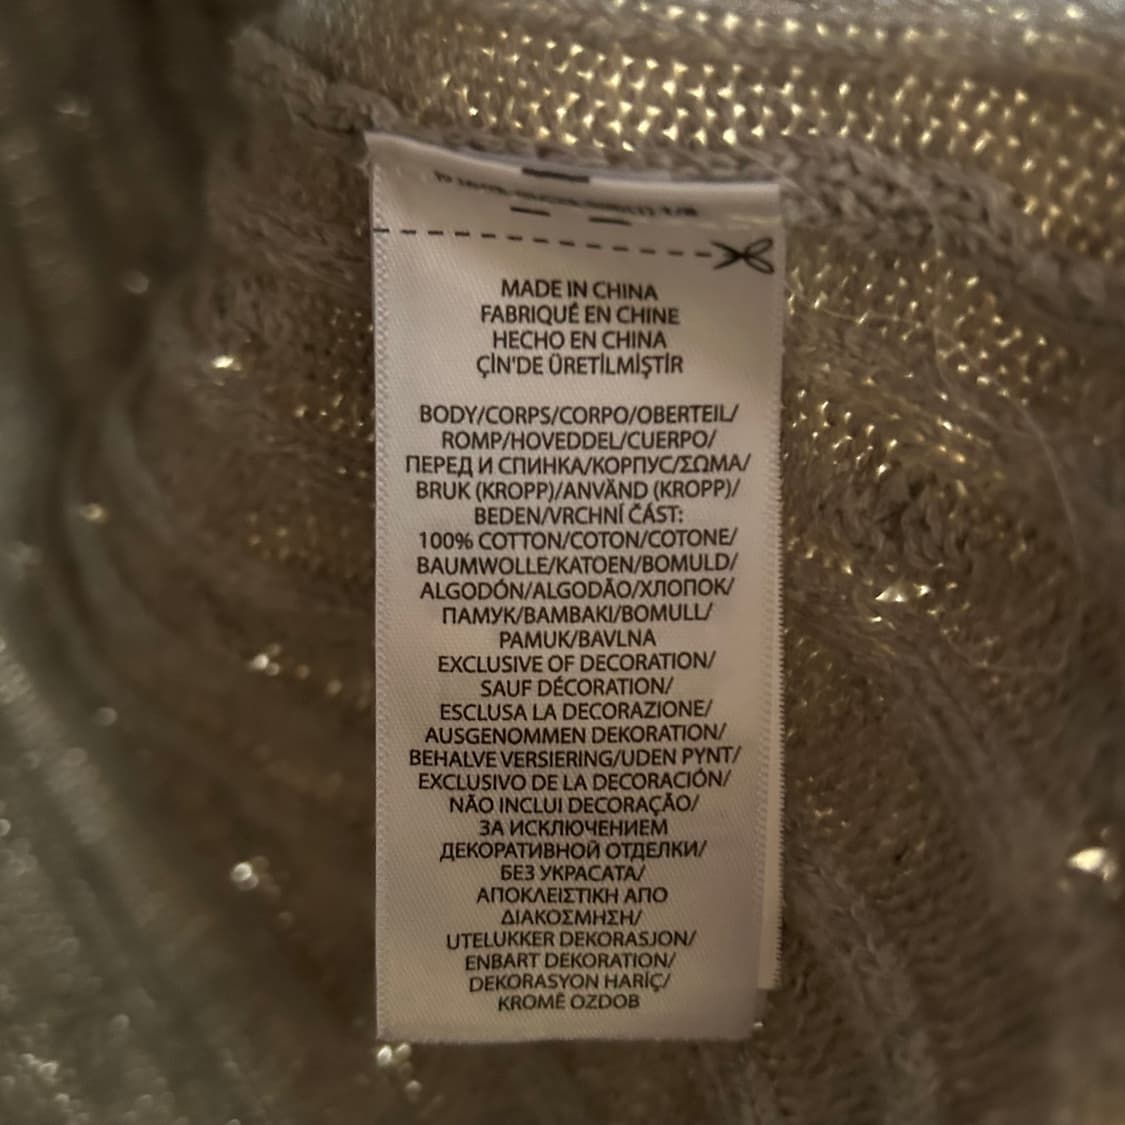 MADE IN CHINA
FABRIQUÉ EN CHINE
HECHO EN CHINA
ÇİN'DE ÜRETİLMİŞTİR
BODY/CORPS/CORPO/OBERTEIL/
ROMP/HOVEDDEL/CUERPO/
ПЕРЕД И СПИНКА/КОРПУС/ΣΩΜΑ/
BRUK (KROPP)/ANVÄND (KROPP)/
BEDEN/VRCHNÍ ČÁST:
100% COTTON/COTON/COTONE/
BAUMWOLLE/KATOEN/BOMULD/
ALGODÓN/ALGODÃO/ХЛОПОК/
ПАМУК/ΒΑΜΒΑΚΙ/BOMULL/
PAMUK/BAVLNA
EXCLUSIVE OF DECORATION/
SAUF DÉCORATION/
ESCLUSA LA DECORAZIONE/
AUSGENOMMEN DEKORATION/
BEHALVE VERSIERING/UDEN PYNT/
EXCLUSIVO DE LA DECORACIÓN/
NÃO INCLUI DECORAÇÃO/
ЗА ИСКЛЮЧЕНИЕМ
ДЕКОРАТИВНОЙ ОТДЕЛКИ/
БЕЗ УКРАСАТА/
ΑΠΟΚΛΕΙΣΤΙΚΗ ΑΠΟ
ΔΙΑΚΟΣΜΗΣΗ/
UTELUKKER DEKORASJON/
ENBART DEKORATION/
DEKORASYON HARİÇ/
KROMĚ OZDOB